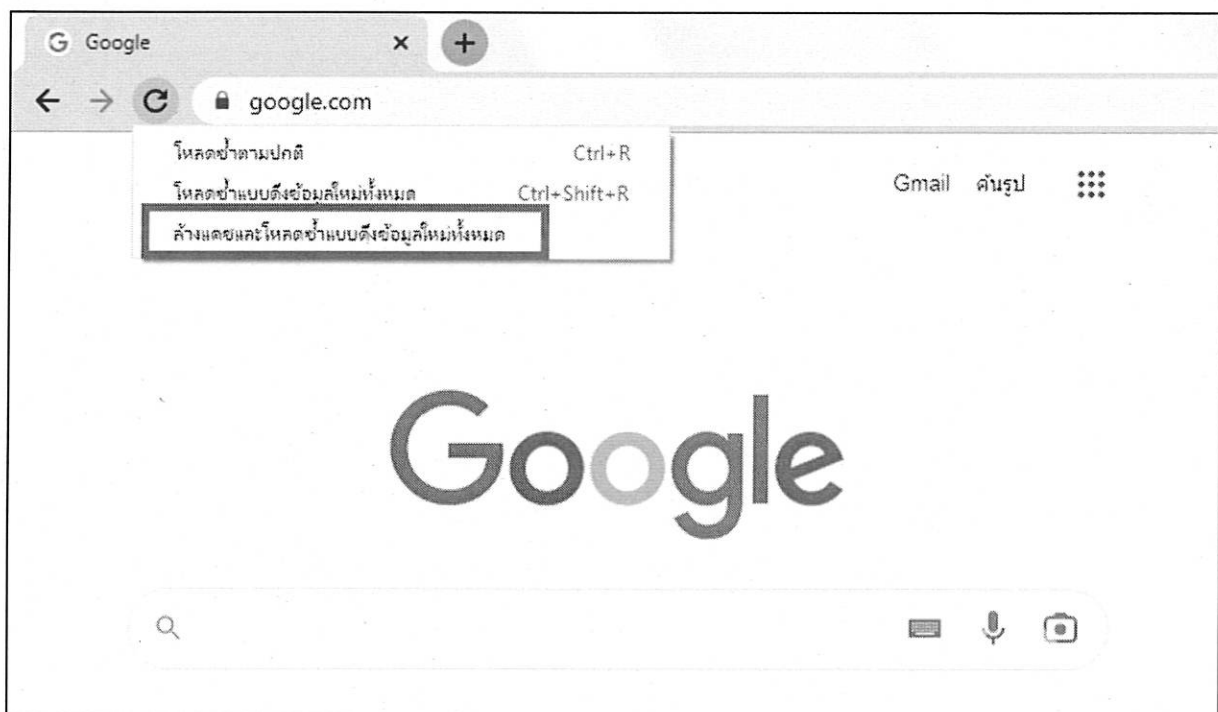 Google
google.com
โหลดซ้ำตามปกติ Ctrl+R
โหลดซ้ำแบบดึงข้อมูลใหม่ทั้งหมด Ctrl+Shift+R
ล้างแคชและโหลดซ้ำแบบดึงข้อมูลใหม่ทั้งหมด
Gmail ค้นรูป
Google